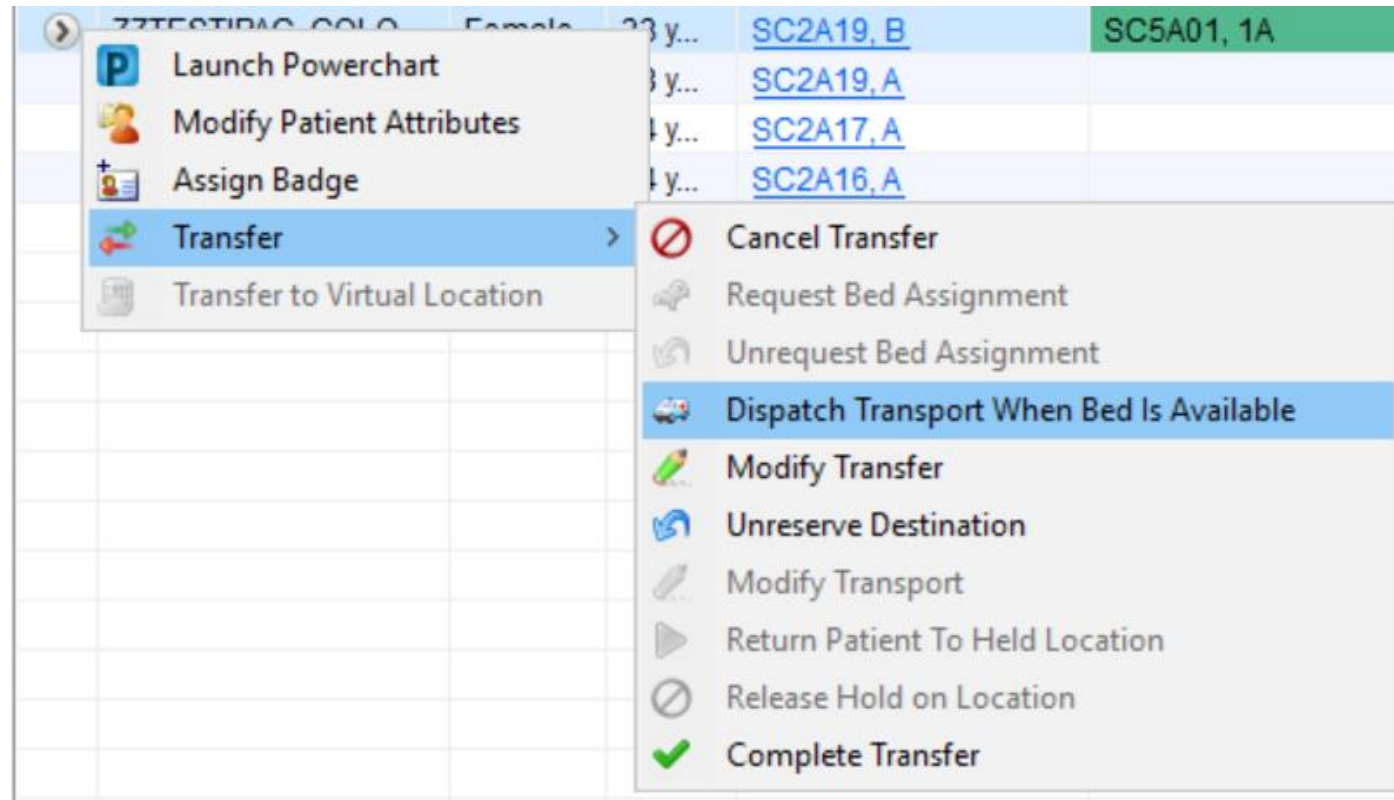 SC2A19, B SC5A01, 1A
Launch Powerchart y... SC2A19, A
Modify Patient Attributes y... SC2A17, A
Assign Badge y... SC2A16, A
Transfer
Cancel Transfer
Transfer to Virtual Location
Request Bed Assignment
Unrequest Bed Assignment
Dispatch Transport When Bed Is Available
Modify Transfer
Unreserve Destination
Modify Transport
Return Patient To Held Location
Release Hold on Location
Complete Transfer